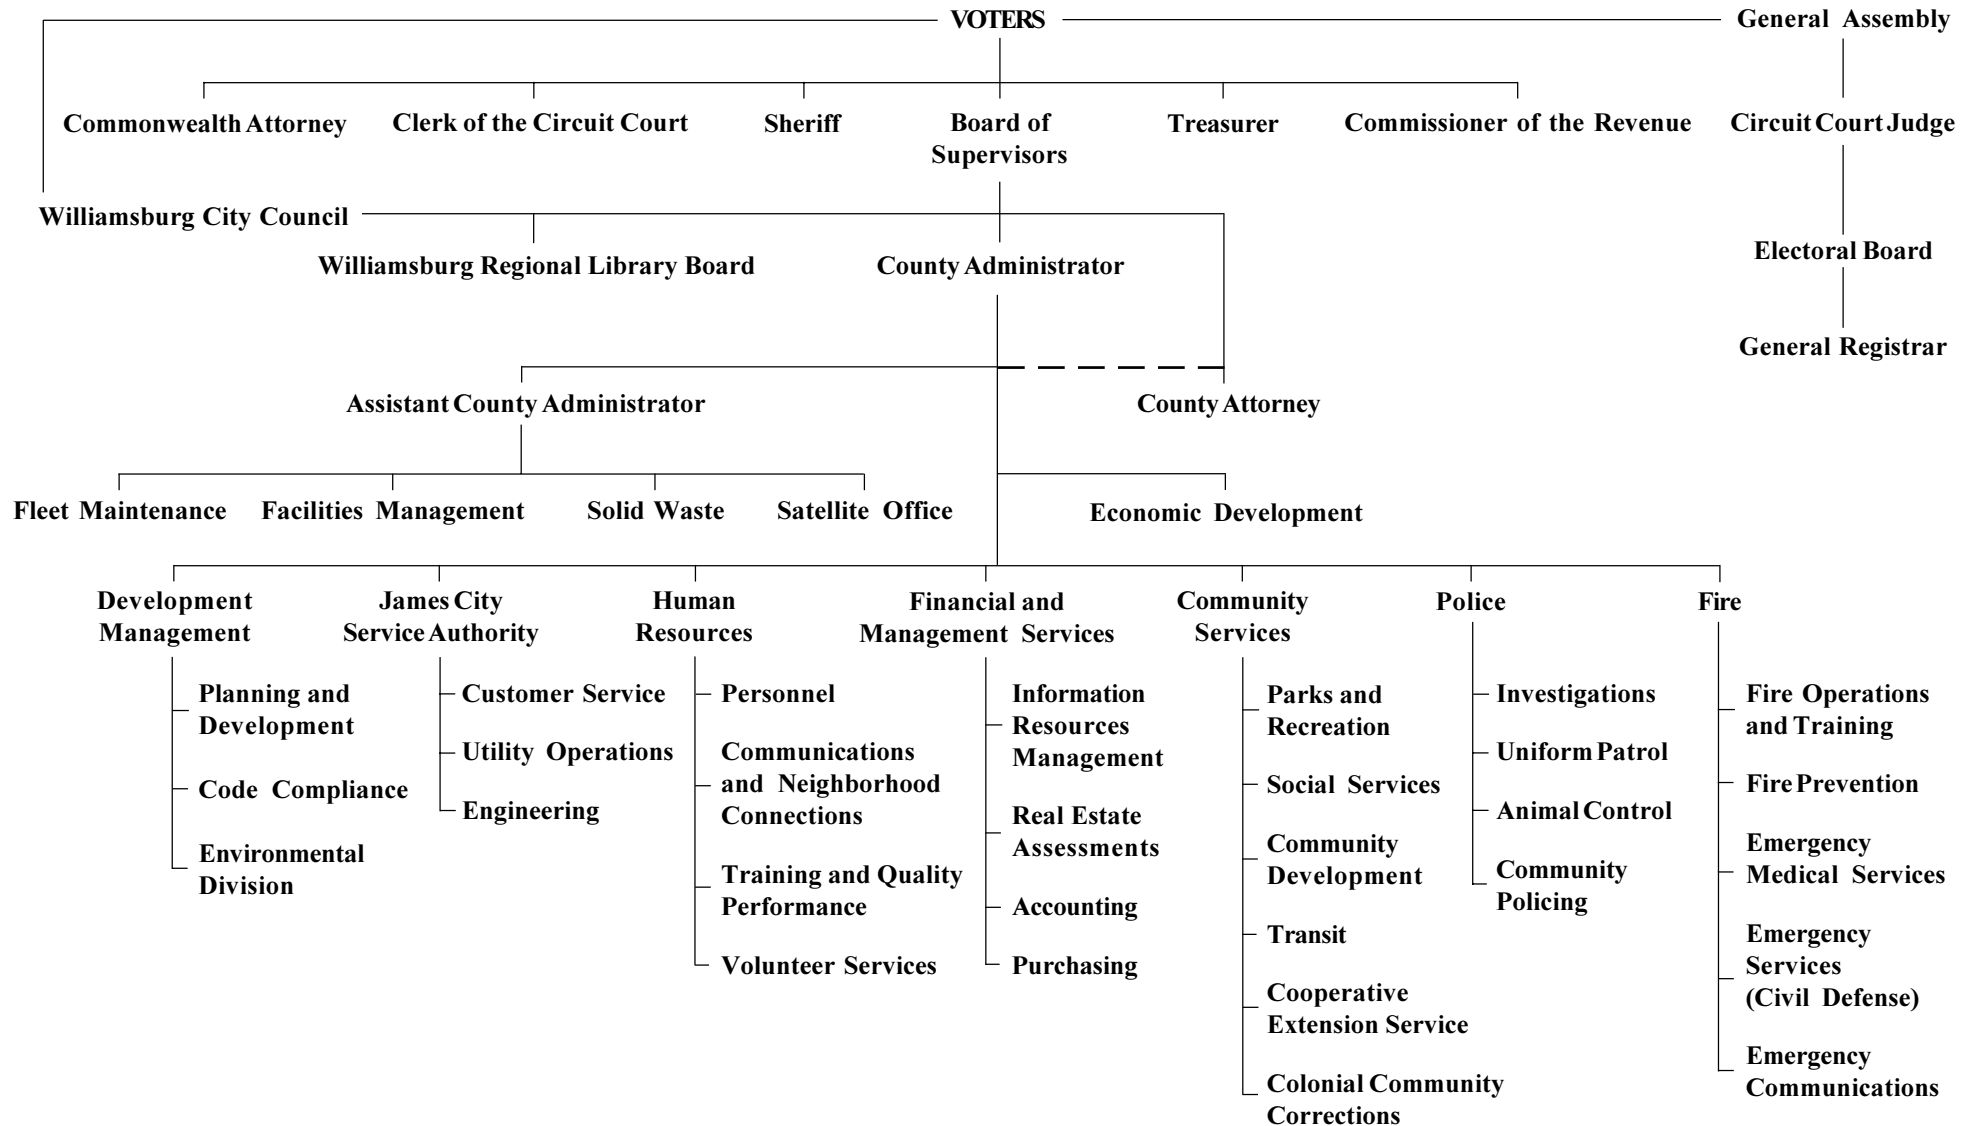 VOTERS
General Assembly
Commonwealth Attorney
Clerk of the Circuit Court
Sheriff
Board of
Supervisors
Treasurer
Commissioner of the Revenue
Circuit Court Judge
Williamsburg City Council
Williamsburg Regional Library Board
County Administrator
Electoral Board
General Registrar
Assistant County Administrator
County Attorney
Fleet Maintenance
Facilities Management
Solid Waste
Satellite Office
Economic Development
Development
Management
Planning and
Development
Code Compliance
Environmental
Division
James City
Service Authority
Customer Service
Utility Operations
Engineering
Human
Resources
Personnel
Communications
and Neighborhood
Connections
Training and Quality
Performance
Volunteer Services
Financial and
Management Services
Information
Resources
Management
Real Estate
Assessments
Accounting
Purchasing
Community
Services
Parks and
Recreation
Social Services
Community
Development
Transit
Cooperative
Extension Service
Colonial Community
Corrections
Police
Investigations
Uniform Patrol
Animal Control
Community
Policing
Fire
Fire Operations
and Training
Fire Prevention
Emergency
Medical Services
Emergency
Services
(Civil Defense)
Emergency
Communications